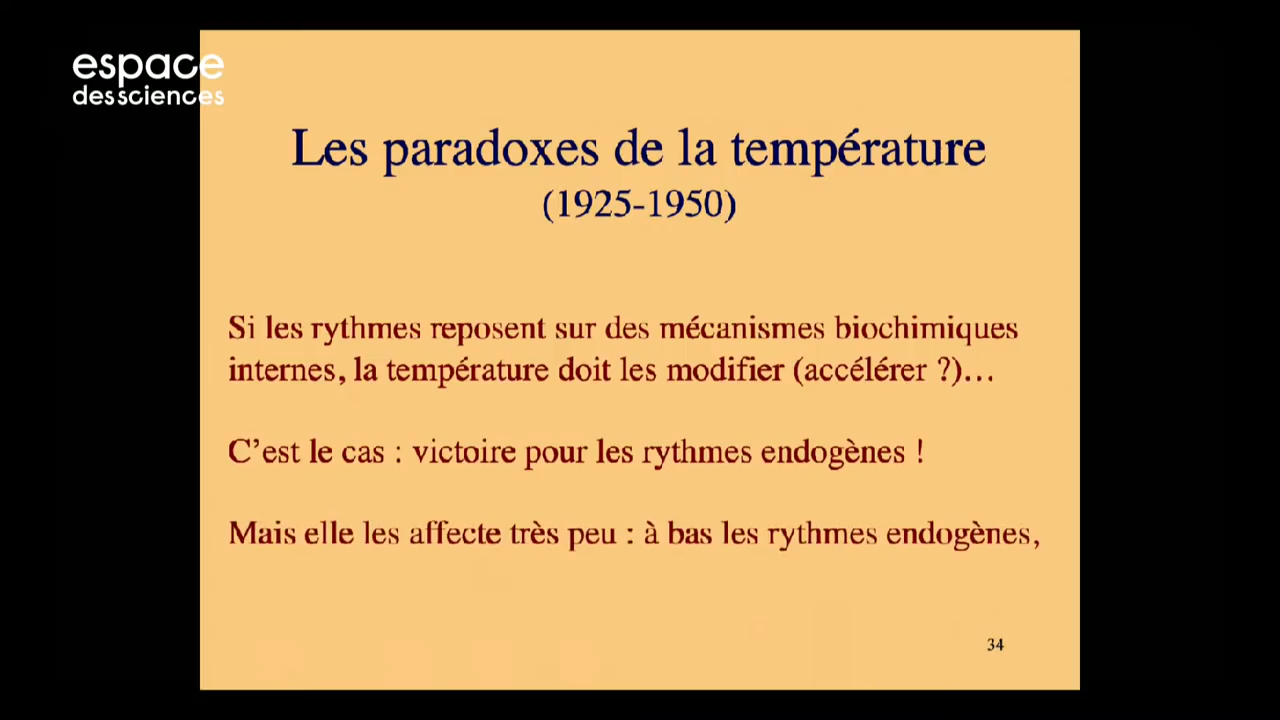 espace
des sciences
Les paradoxes de la température
(1925-1950)
Si les rythmes reposent sur des mécanismes biochimiques
internes, la température doit les modifier (accélérer ?)…
C’est le cas : victoire pour les rythmes endogènes !
Mais elle les affecte très peu : à bas les rythmes endogènes,
34